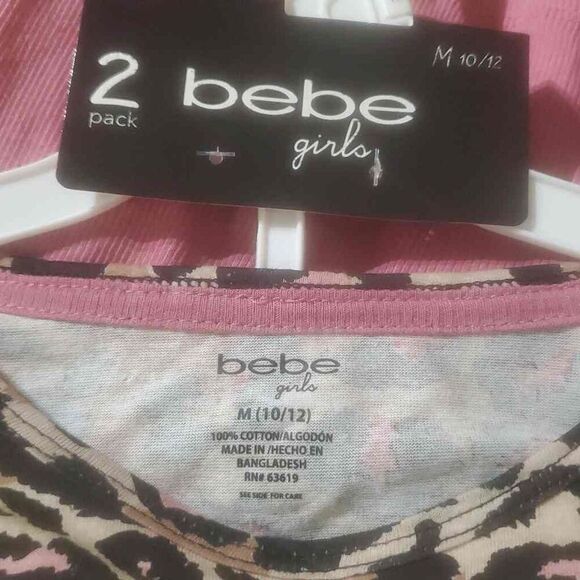 M 10/12
2
pack
bebe
girls
bebe
girls
M (10/12)
100% COTTON/ALGODÓN
MADE IN /HECHO EN
BANGLADESH
RN# 63619
SEE SIDE FOR CARE